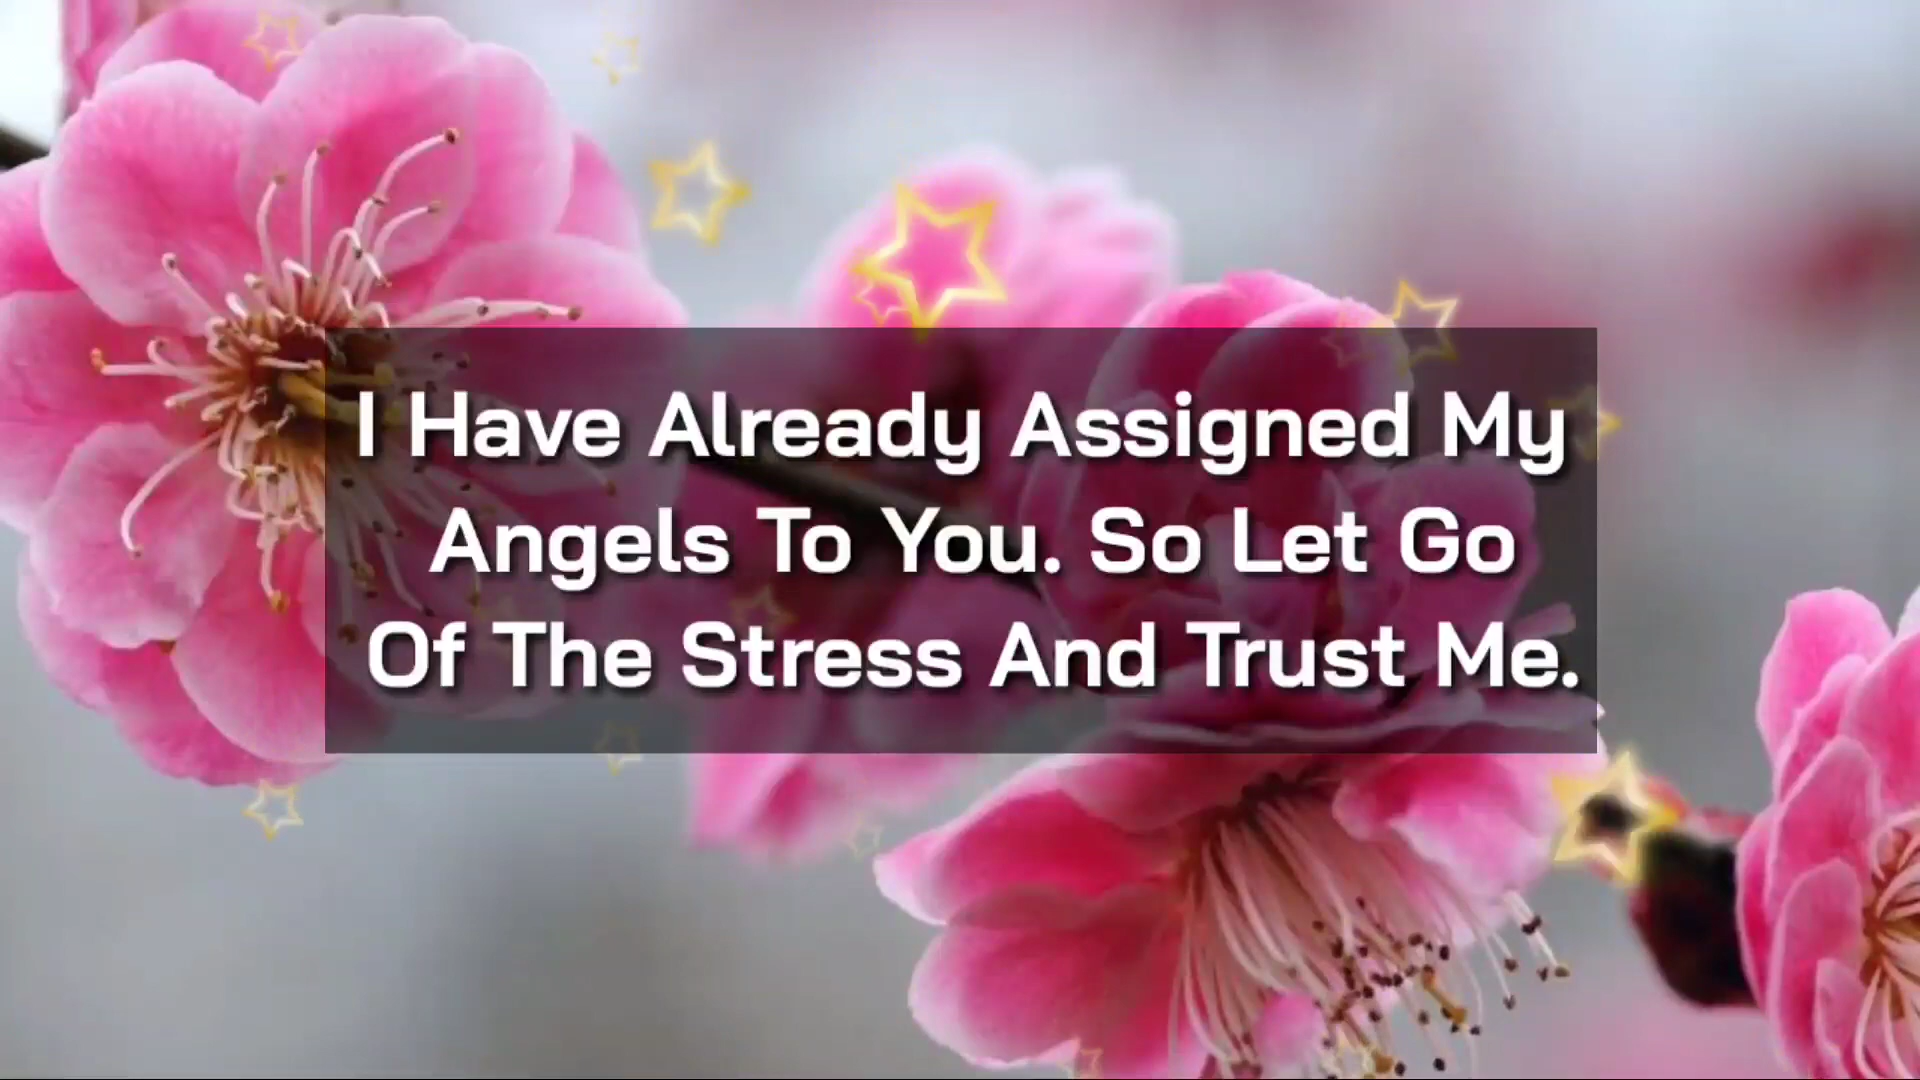 I Have Already Assigned My
Angels To You. So Let Go
Of The Stress And Trust Me.